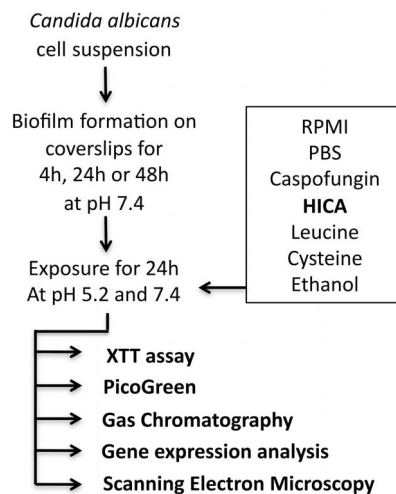 Candida albicans
cell suspension
Biofilm formation on
coverslips for
4h, 24h or 48h
at pH 7.4
RPMI
PBS
Caspofungin
HICA
Leucine
Cysteine
Ethanol
Exposure for 24h
At pH 5.2 and 7.4
XTT assay
PicoGreen
Gas Chromatography
Gene expression analysis
Scanning Electron Microscopy